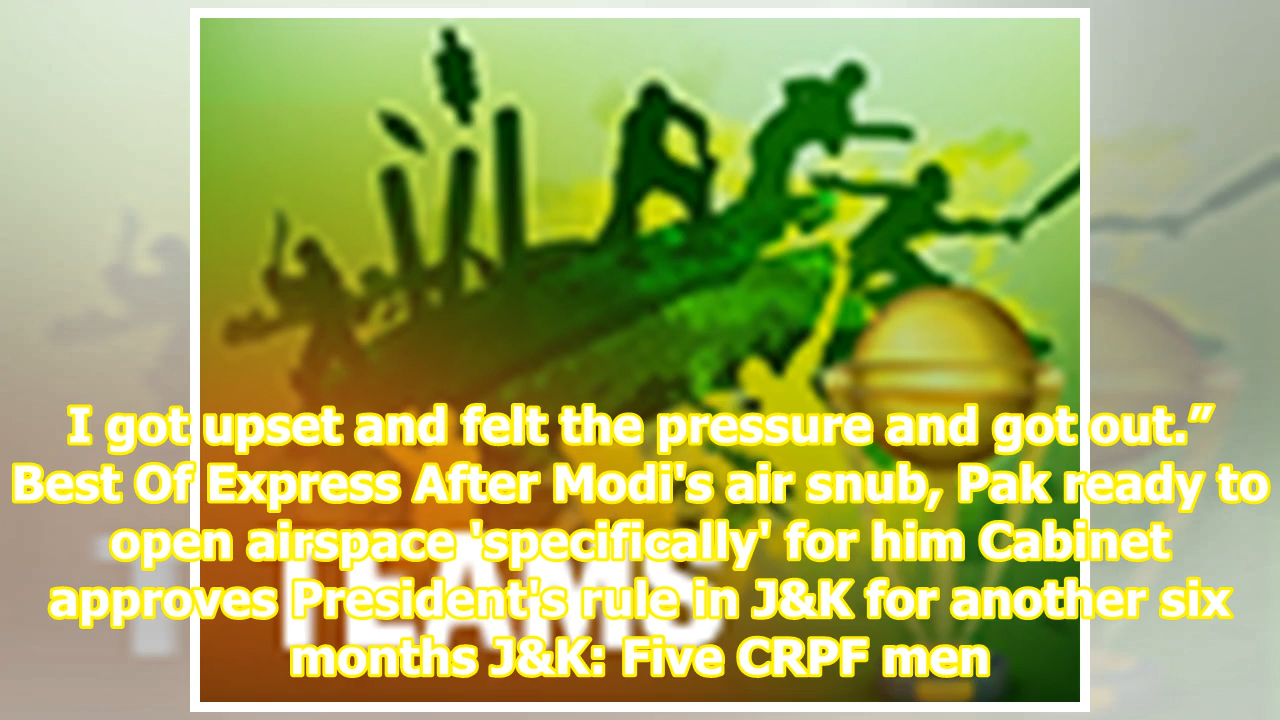 I got upset and felt the pressure and got out.”
Best Of Express After Modi's air snub, Pak ready to
open airspace 'specifically' for him Cabinet
approves President's rule in J&K for another six
months J&K: Five CRPF men
TEAMS